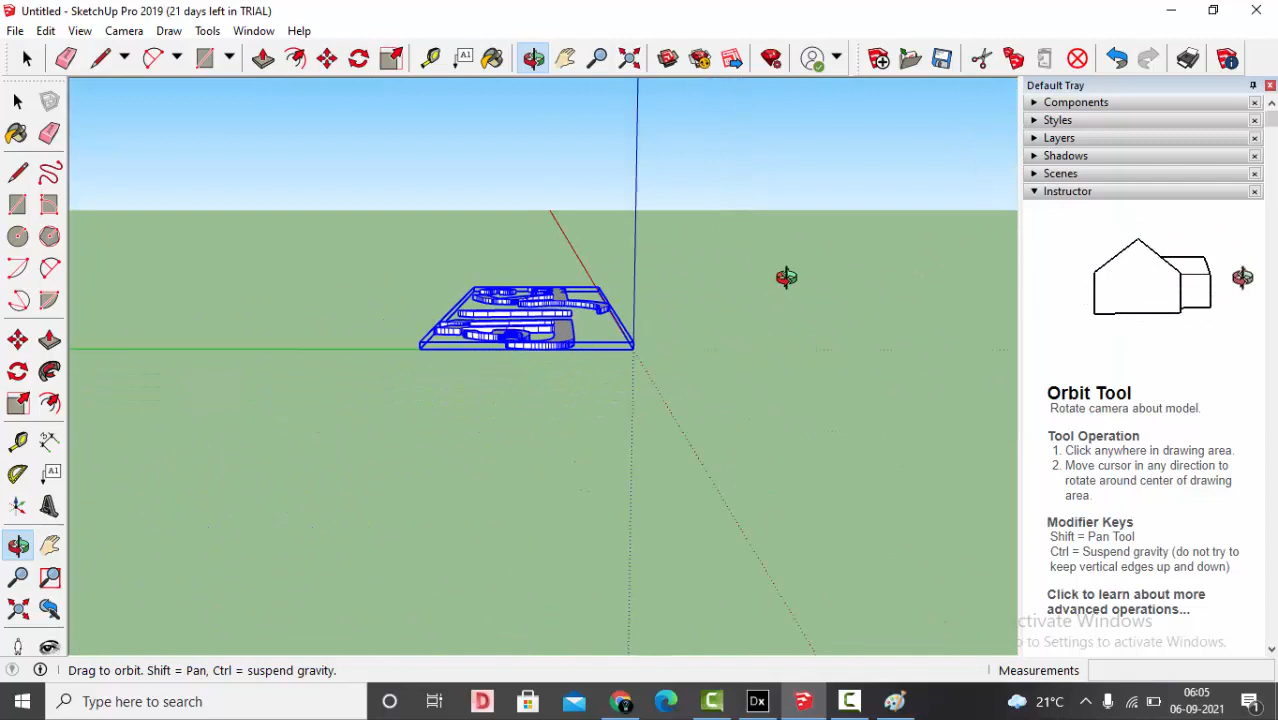 Untitled - SketchUp Pro 2019 (21 days left in TRIAL)
File Edit View Camera Draw Tools Window Help
A1
Default Tray
Components
Styles
Layers
Shadows
Scenes
Instructor
A1
Orbit Tool
Rotate camera about model.
Tool Operation
1. Click anywhere in drawing area.
2. Move cursor in any direction to
rotate around center of drawing
area.
Modifier Keys
Shift = Pan Tool
Ctrl = Suspend gravity (do not try to
keep vertical edges up and down)
Click to learn about more
advanced operations...
ctivate Windows
o to Settings to activate Windows.
Drag to orbit. Shift = Pan, Ctrl = suspend gravity.
Measurements
Type here to search
D
C
Dx
C
21°C
06:05
06-09-2021
1